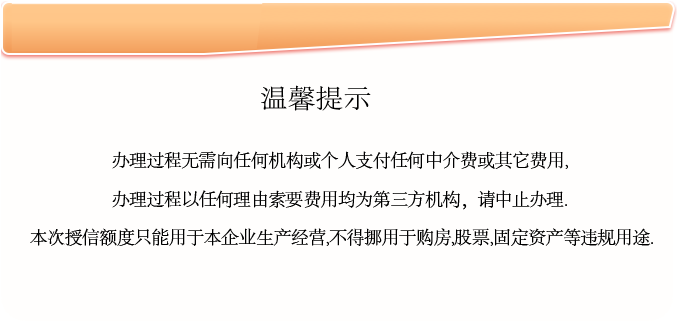 温馨提示
办理过程无需向任何机构或个人支付任何中介费或其它费用,
办理过程以任何理由索要费用均为第三方机构，请中止办理.
本次授信额度只能用于本企业生产经营,不得挪用于购房,股票,固定资产等违规用途.